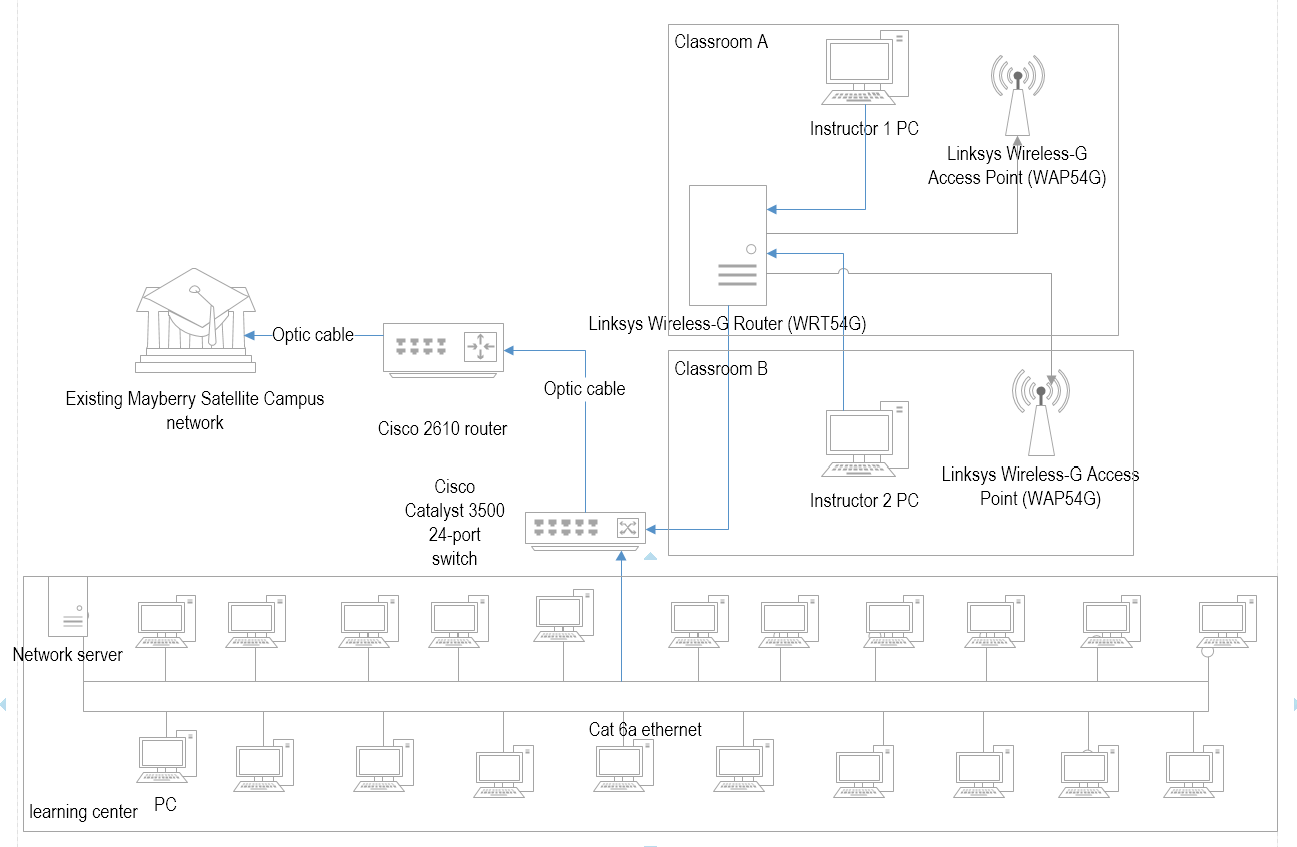 Classroom A
Instructor 1 PC
Linksys Wireless-G
Access Point (WAP54G)
Linksys Wireless-G Router (WRT54G)
Optic cable
Existing Mayberry Satellite Campus
network
Cisco 2610 router
Optic cable
Classroom B
Instructor 2 PC
Linksys Wireless-G Access
Point (WAP54G)
Cisco
Catalyst 3500
24-port
switch
Network server
Cat 6a ethernet
PC
learning center